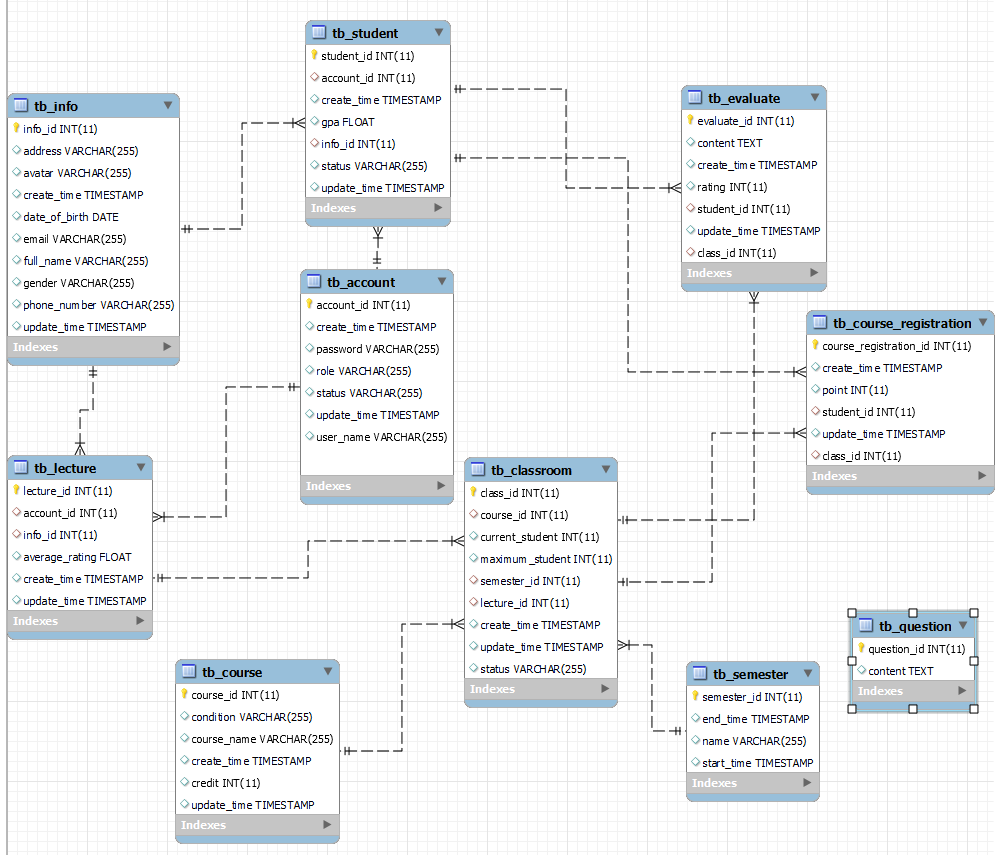 tb_student
student_id INT(11)
account_id INT(11)
create_time TIMESTAMP
gpa FLOAT
info_id INT(11)
status VARCHAR(255)
update_time TIMESTAMP
Indexes
tb_info
info_id INT(11)
address VARCHAR(255)
avatar VARCHAR(255)
create_time TIMESTAMP
date_of_birth DATE
email VARCHAR(255)
full_name VARCHAR(255)
gender VARCHAR(255)
phone_number VARCHAR(255)
update_time TIMESTAMP
Indexes
tb_evaluate
evaluate_id INT(11)
content TEXT
create_time TIMESTAMP
rating INT(11)
student_id INT(11)
update_time TIMESTAMP
class_id INT(11)
Indexes
tb_account
account_id INT(11)
create_time TIMESTAMP
password VARCHAR(255)
role VARCHAR(255)
status VARCHAR(255)
update_time TIMESTAMP
user_name VARCHAR(255)
Indexes
tb_course_registration
course_registration_id INT(11)
create_time TIMESTAMP
point INT(11)
student_id INT(11)
update_time TIMESTAMP
class_id INT(11)
Indexes
tb_lecture
lecture_id INT(11)
account_id INT(11)
info_id INT(11)
average_rating FLOAT
create_time TIMESTAMP
update_time TIMESTAMP
Indexes
tb_classroom
class_id INT(11)
course_id INT(11)
current_student INT(11)
maximum_student INT(11)
semester_id INT(11)
lecture_id INT(11)
create_time TIMESTAMP
update_time TIMESTAMP
status VARCHAR(255)
Indexes
tb_question
question_id INT(11)
content TEXT
Indexes
tb_course
course_id INT(11)
condition VARCHAR(255)
course_name VARCHAR(255)
create_time TIMESTAMP
credit INT(11)
update_time TIMESTAMP
Indexes
tb_semester
semester_id INT(11)
end_time TIMESTAMP
name VARCHAR(255)
start_time TIMESTAMP
Indexes